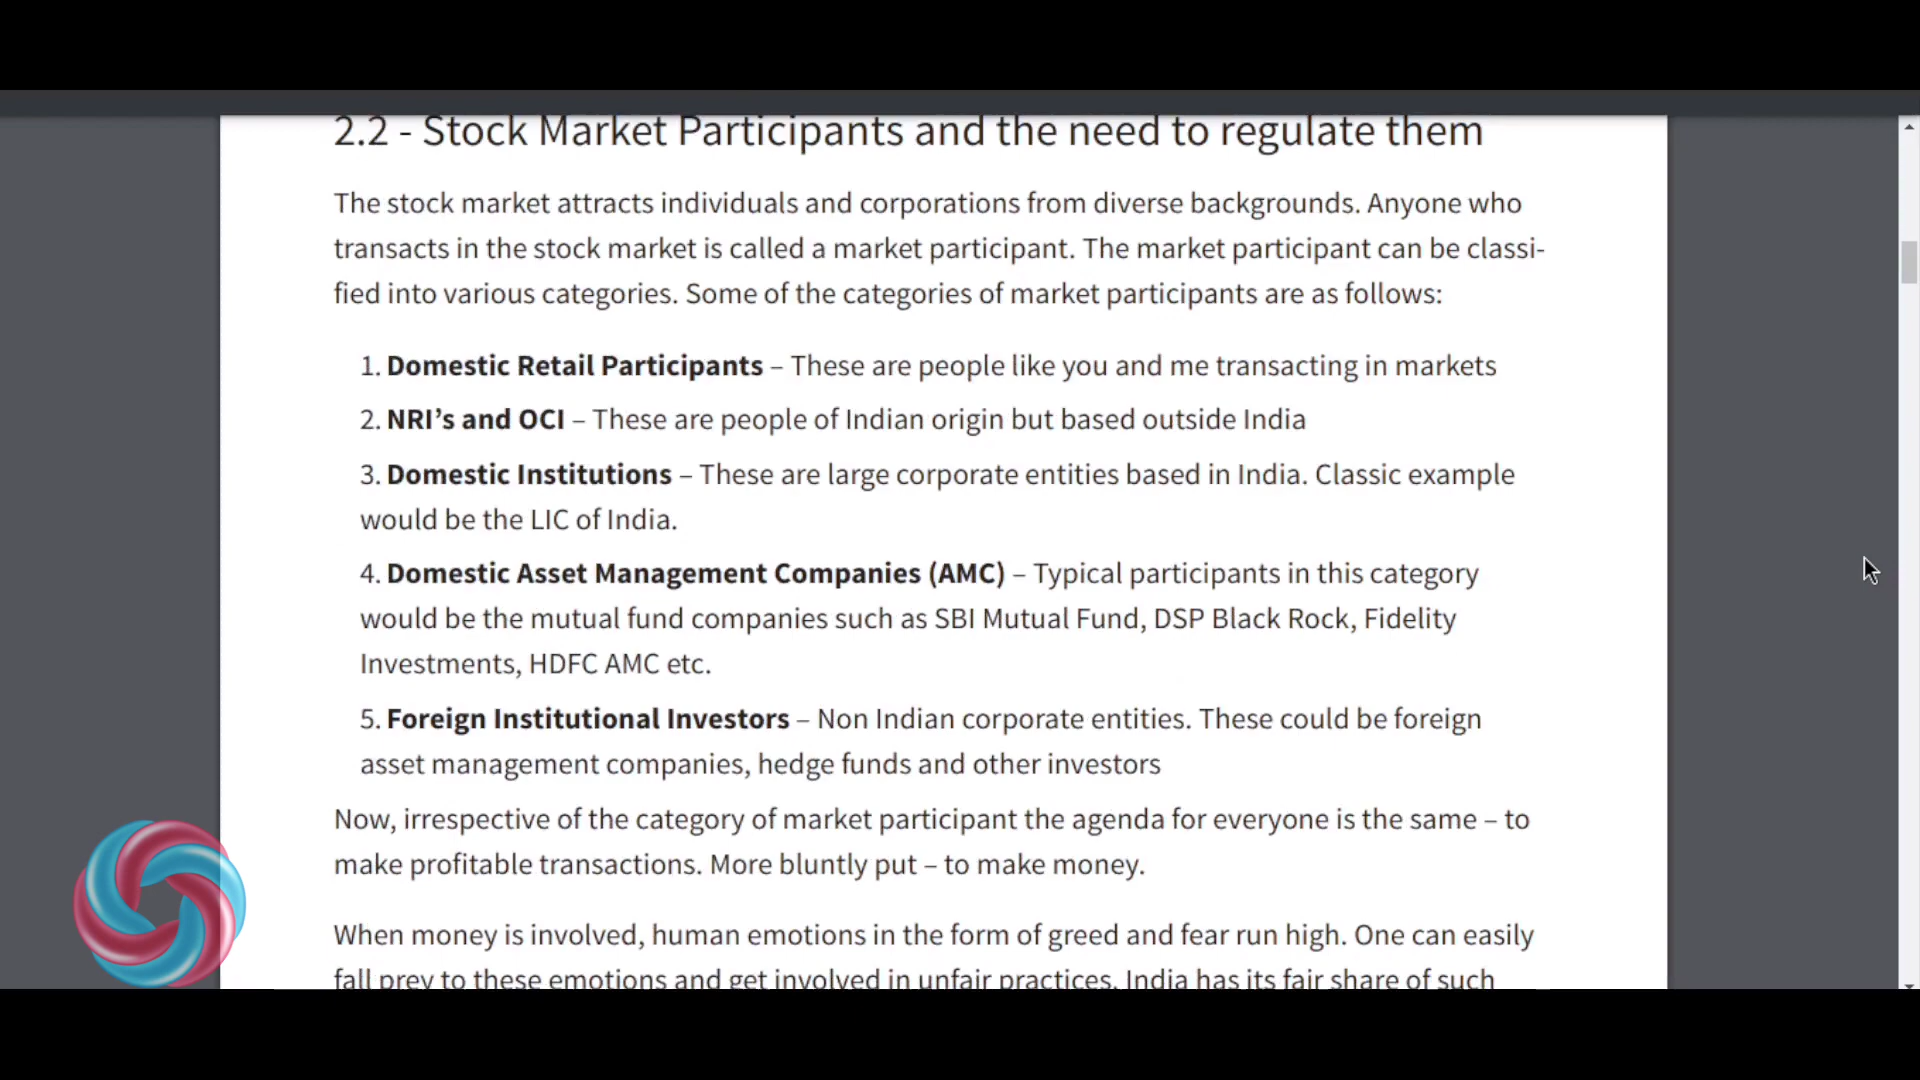 2.2 - Stock Market Participants and the need to regulate them
The stock market attracts individuals and corporations from diverse backgrounds. Anyone who
transacts in the stock market is called a market participant. The market participant can be classi-
fied into various categories. Some of the categories of market participants are as follows:
1. Domestic Retail Participants – These are people like you and me transacting in markets
2. NRI’s and OCI – These are people of Indian origin but based outside India
3. Domestic Institutions – These are large corporate entities based in India. Classic example
would be the LIC of India.
4. Domestic Asset Management Companies (AMC) – Typical participants in this category
would be the mutual fund companies such as SBI Mutual Fund, DSP Black Rock, Fidelity
Investments, HDFC AMC etc.
5. Foreign Institutional Investors – Non Indian corporate entities. These could be foreign
asset management companies, hedge funds and other investors
Now, irrespective of the category of market participant the agenda for everyone is the same – to
make profitable transactions. More bluntly put – to make money.
When money is involved, human emotions in the form of greed and fear run high. One can easily
fall prey to these emotions and get involved in unfair practices. India has its fair share of such